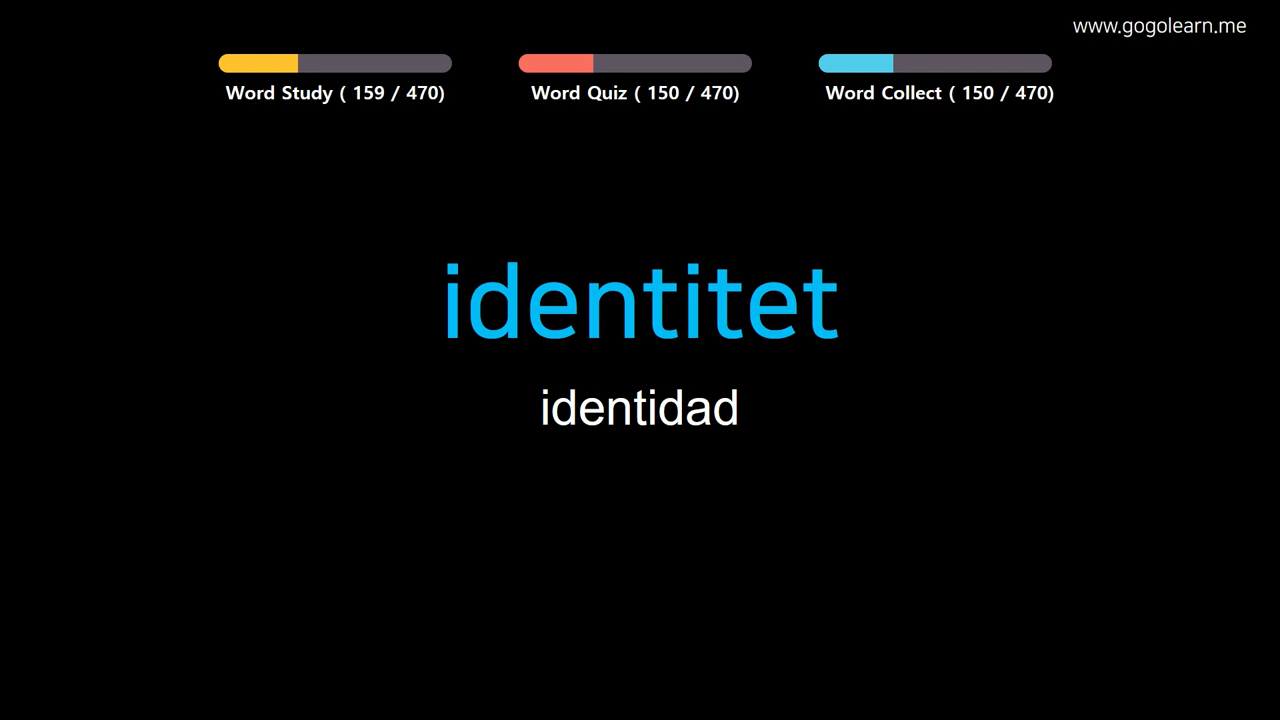 www.gogolearn.me
Word Study ( 159 / 470)
Word Quiz ( 150 / 470)
Word Collect ( 150 / 470)
identitet
identidad